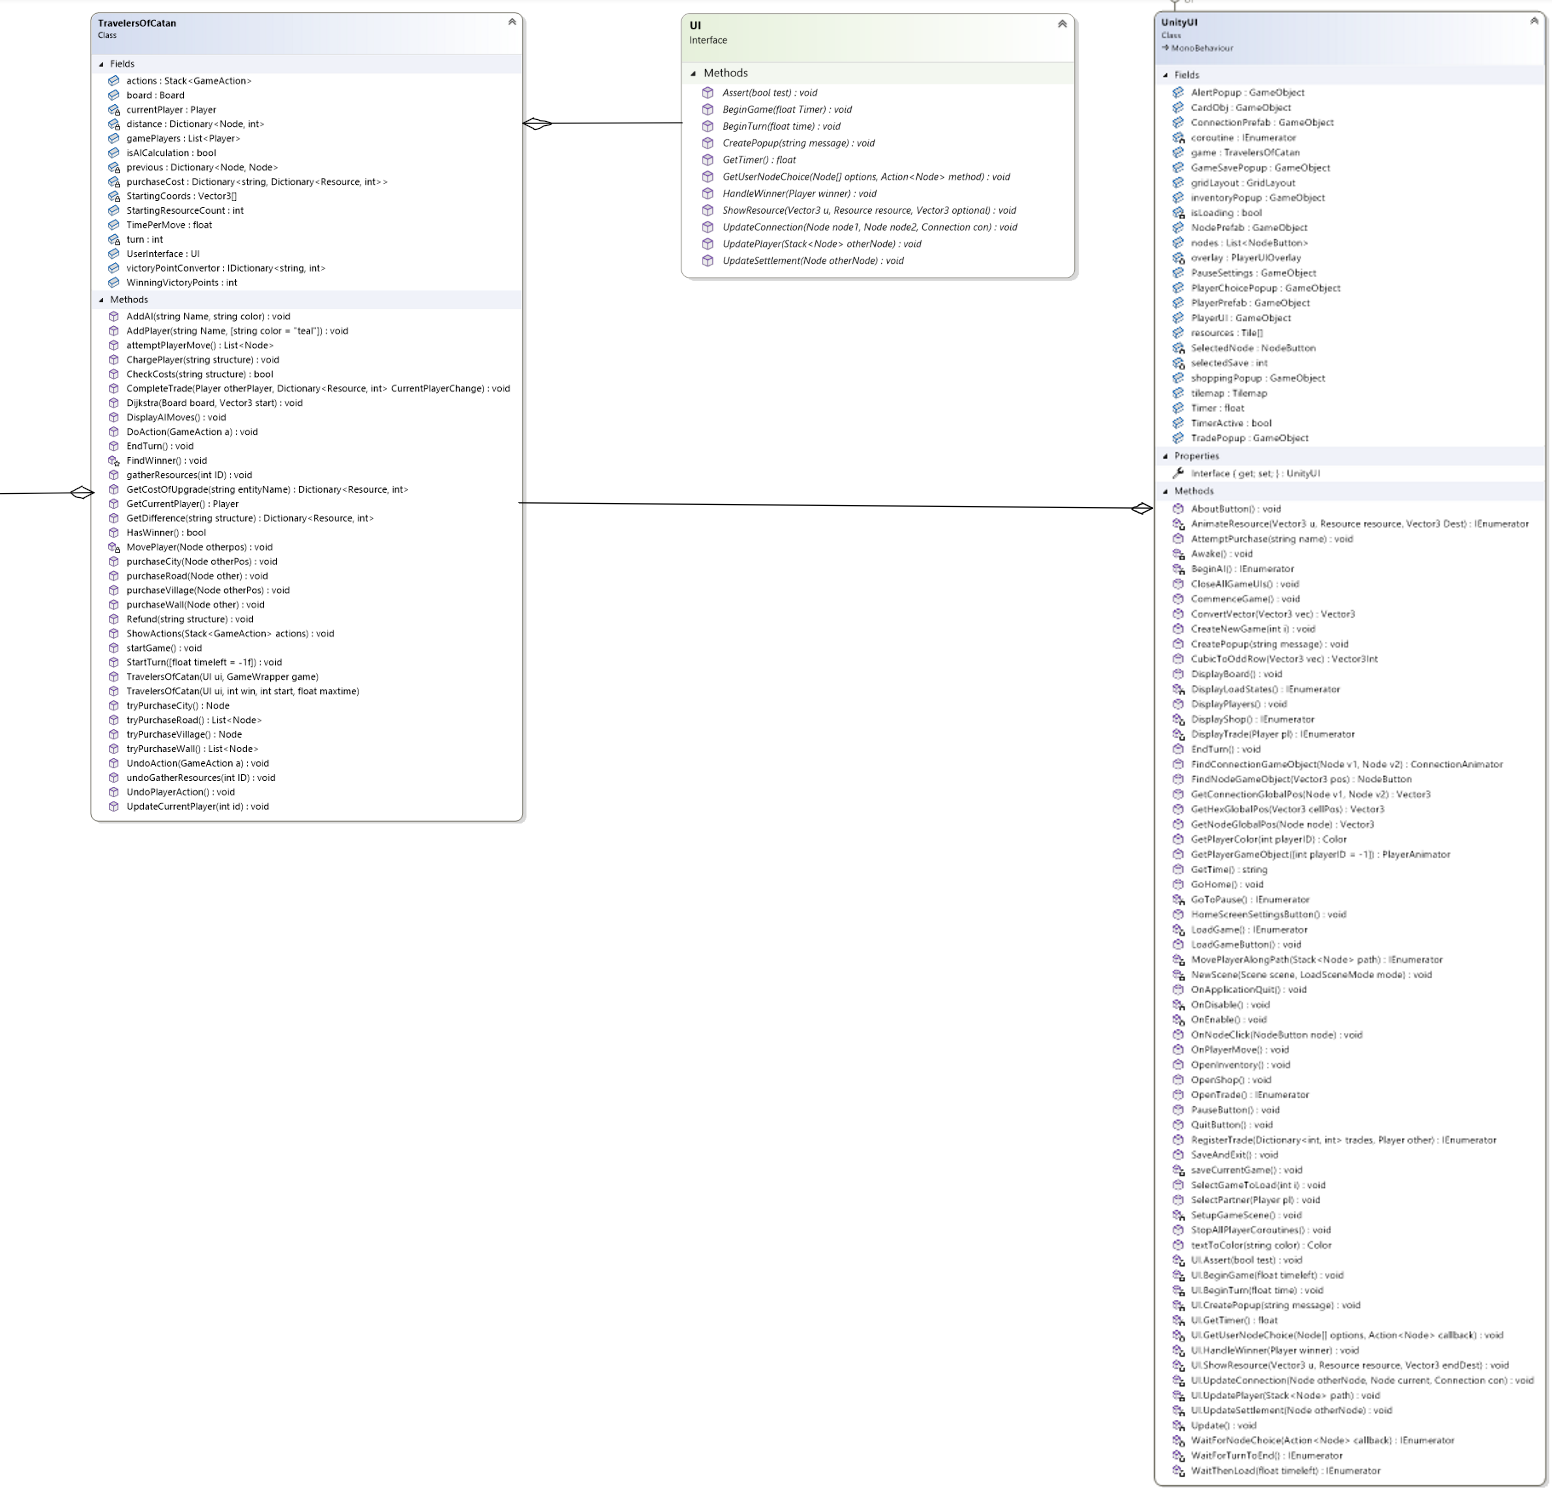 TravelersOfCatan
Class
Fields
actions : Stack<GameAction>
board : Board
currentPlayer : Player
distance : Dictionary<Node, int>
gamePlayers : List<Player>
isAICalculation : bool
previous : Dictionary<Node, Node>
purchaseCost : Dictionary<string, Dictionary<Resource, int>>
StartingCoords : Vector3[]
StartingResourceCount : int
TimePerMove : float
turn : int
UserInterface : UI
victoryPointConvertor : IDictionary<string, int>
WinningVictoryPoints : int
Methods
AddAI(string Name, string color) : void
AddPlayer(string Name, [string color = "teal"]) : void
attemptPlayerMove() : List<Node>
ChargePlayer(string structure) : void
CheckCosts(string structure) : bool
CompleteTrade(Player otherPlayer, Dictionary<Resource, int> CurrentPlayerChange) : void
Dijkstra(Board board, Vector3 start) : void
DisplayAIMoves() : void
DoAction(GameAction a) : void
EndTurn() : void
FindWinner() : void
gatherResources(int ID) : void
GetCostOfUpgrade(string entityName) : Dictionary<Resource, int>
GetCurrentPlayer() : Player
GetDifference(string structure) : Dictionary<Resource, int>
HasWinner() : bool
MovePlayer(Node otherpos) : void
purchaseCity(Node otherPos) : void
purchaseRoad(Node other) : void
purchaseVillage(Node otherPos) : void
purchaseWall(Node other) : void
Refund(string structure) : void
ShowActions(Stack<GameAction> actions) : void
startGame() : void
StartTurn([float timeleft = -1f]) : void
TravelersOfCatan(UI ui, GameWrapper game)
TravelersOfCatan(UI ui, int win, int start, float maxtime)
tryPurchaseCity() : Node
tryPurchaseRoad() : List<Node>
tryPurchaseVillage() : Node
tryPurchaseWall() : List<Node>
UndoAction(GameAction a) : void
undoGatherResources(int ID) : void
UndoPlayerAction() : void
UpdateCurrentPlayer(int id) : void
UI
Interface
Methods
Assert(bool test) : void
BeginGame(float Timer) : void
BeginTurn(float time) : void
CreatePopup(string message) : void
GetTimer() : float
GetUserNodeChoice(Node[] options, Action<Node> method) : void
HandleWinner(Player winner) : void
ShowResource(Vector3 u, Resource resource, Vector3 optional) : void
UpdateConnection(Node node1, Node node2, Connection con) : void
UpdatePlayer(Stack<Node> otherNode) : void
UpdateSettlement(Node otherNode) : void
UnityUI
Class
MonoBehaviour
Fields
AlertPopup : GameObject
CardObj : GameObject
ConnectionPrefab : GameObject
coroutine : IEnumerator
game : TravelersOfCatan
GameSavePopup : GameObject
gridLayout : GridLayout
inventoryPopup : GameObject
isLoading : bool
NodePrefab : GameObject
nodes : List<NodeButton>
overlay : PlayerUIOverlay
PauseSettings : GameObject
PlayerChoicePopup : GameObject
PlayerPrefab : GameObject
PlayerUI : GameObject
resources : Tile[]
SelectedNode : NodeButton
selectedSave : int
shoppingPopup : GameObject
tilemap : Tilemap
Timer : float
TimerActive : bool
TradePopup : GameObject
Properties
Interface { get; set; } : UnityUI
Methods
AboutButton() : void
AnimateResource(Vector3 u, Resource resource, Vector3 Dest) : IEnumerator
AttemptPurchase(string name) : void
Awake() : void
BeginAI() : IEnumerator
CloseAllGameUIs() : void
CommenceGame() : void
ConvertVector(Vector3 vec) : Vector3
CreateNewGame(int i) : void
CreatePopup(string message) : void
CubicToOddRow(Vector3 vec) : Vector3Int
DisplayBoard() : void
DisplayLoadStates() : IEnumerator
DisplayPlayers() : void
DisplayShop() : IEnumerator
DisplayTrade(Player pl) : IEnumerator
EndTurn() : void
FindConnectionGameObject(Node v1, Node v2) : ConnectionAnimator
FindNodeGameObject(Vector3 pos) : NodeButton
GetConnectionGlobalPos(Node v1, Node v2) : Vector3
GetHexGlobalPos(Vector3 cellPos) : Vector3
GetNodeGlobalPos(Node node) : Vector3
GetPlayerColor(int playerID) : Color
GetPlayerGameObject([int playerID = -1]) : PlayerAnimator
GetTime() : string
GoHome() : void
GoToPause() : IEnumerator
HomeScreenSettingsButton() : void
LoadGame() : IEnumerator
LoadGameButton() : void
MovePlayerAlongPath(Stack<Node> path) : IEnumerator
NewScene(Scene scene, LoadSceneMode mode) : void
OnApplicationQuit() : void
OnDisable() : void
OnEnable() : void
OnNodeClick(NodeButton node) : void
OnPlayerMove() : void
OpenInventory() : void
OpenShop() : void
OpenTrade() : IEnumerator
PauseButton() : void
QuitButton() : void
RegisterTrade(Dictionary<int, int> trades, Player other) : IEnumerator
SaveAndExit() : void
saveCurrentGame() : void
SelectGameToLoad(int i) : void
SelectPartner(Player pl) : void
SetupGameScene() : void
StopAllPlayerCoroutines() : void
textToColor(string color) : Color
UI.Assert(bool test) : void
UI.BeginGame(float timeleft) : void
UI.BeginTurn(float time) : void
UI.CreatePopup(string message) : void
UI.GetTimer() : float
UI.GetUserNodeChoice(Node[] options, Action<Node> callback) : void
UI.HandleWinner(Player winner) : void
UI.ShowResource(Vector3 u, Resource resource, Vector3 endDest) : void
UI.UpdateConnection(Node otherNode, Node current, Connection con) : void
UI.UpdatePlayer(Stack<Node> path) : void
UI.UpdateSettlement(Node otherNode) : void
Update() : void
WaitForNodeChoice(Action<Node> callback) : IEnumerator
WaitForTurnToEnd() : IEnumerator
WaitThenLoad(float timeleft) : IEnumerator